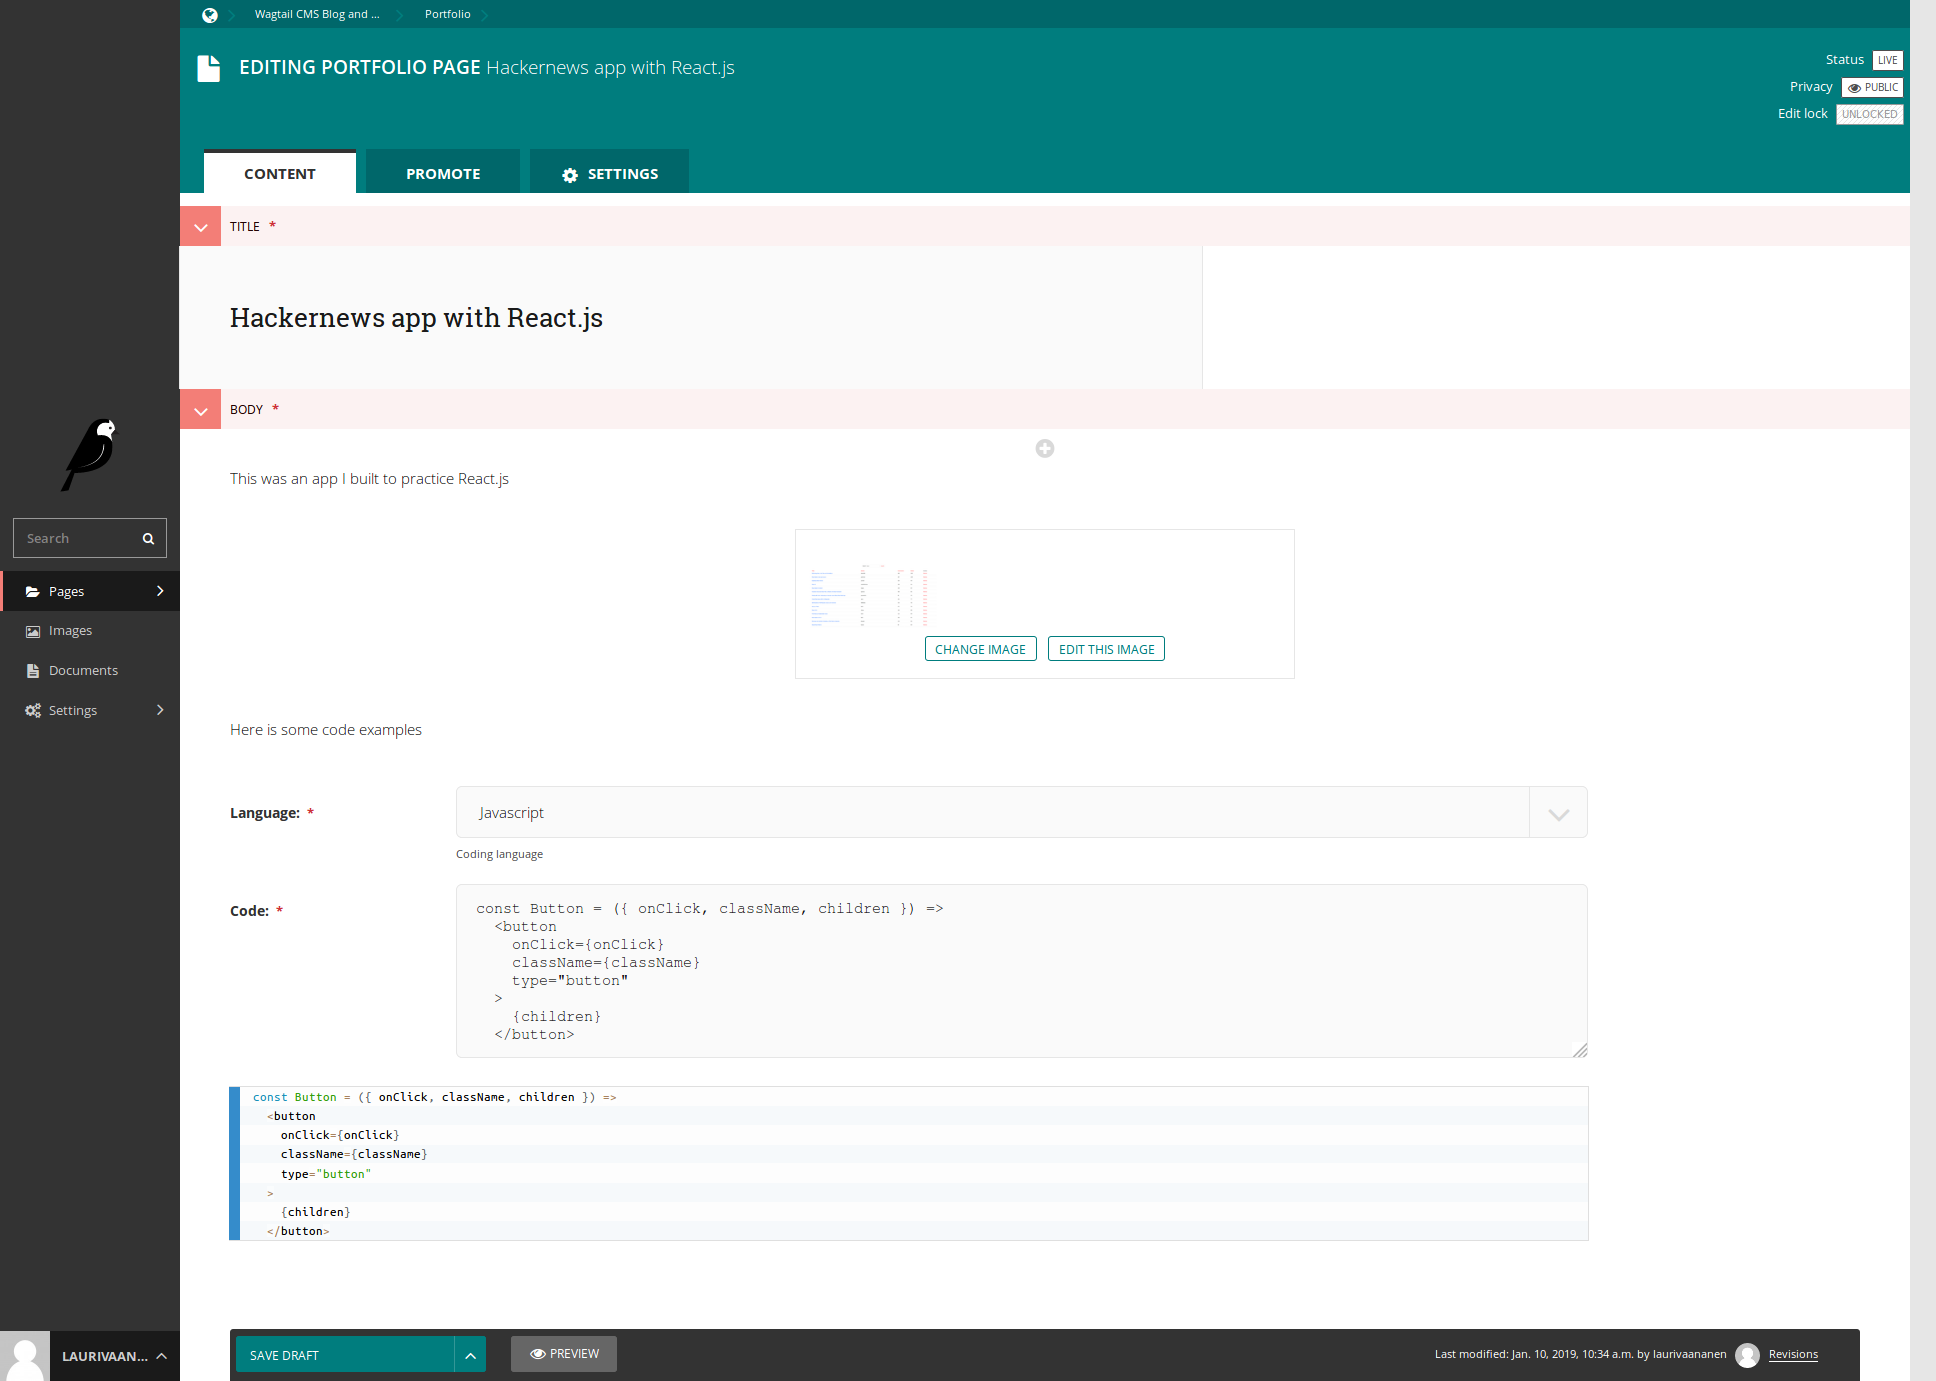 Wagtail CMS Blog and ... Portfolio
EDITING PORTFOLIO PAGE Hackernews app with React.js
Status LIVE
Privacy PUBLIC
Edit lock UNLOCKED
CONTENT PROMOTE SETTINGS
TITLE *
Hackernews app with React.js
BODY *
This was an app I built to practice React.js
CHANGE IMAGE EDIT THIS IMAGE
Here is some code examples
Language: * Javascript
Coding language
Code: *
const Button = ({ onClick, className, children }) =>
  <button
    onClick={onClick}
    className={className}
    type="button"
  >
    {children}
  </button>
const Button = ({ onClick, className, children }) =>
  <button
    onClick={onClick}
    className={className}
    type="button"
  >
    {children}
  </button>
Search
Pages
Images
Documents
Settings
LAURIVAAN...
SAVE DRAFT PREVIEW Last modified: Jan. 10, 2019, 10:34 a.m. by laurivaananen Revisions